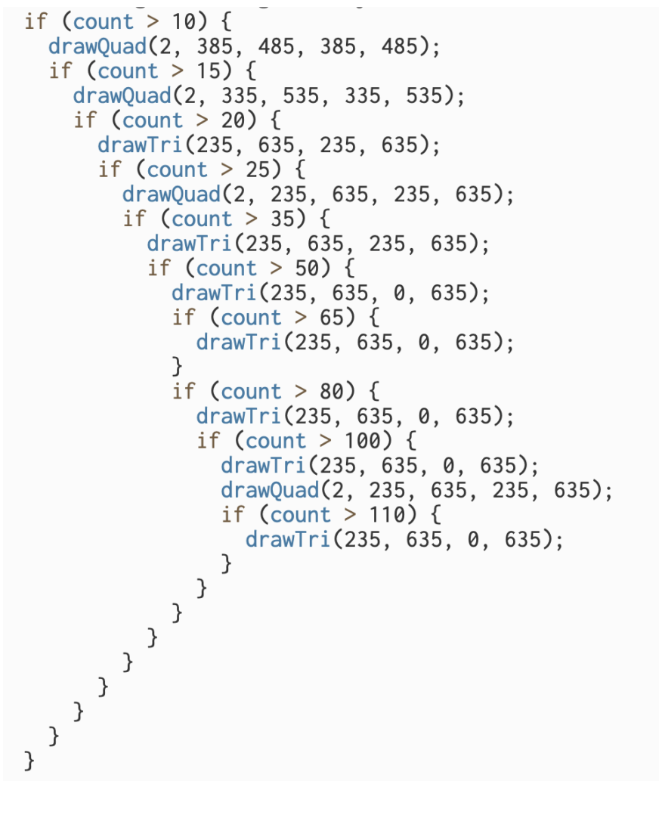 if (count > 10) {
drawQuad(2, 385, 485, 385, 485);
if (count > 15) {
drawQuad(2, 335, 535, 335, 535);
if (count > 20) {
drawTri(235, 635, 235, 635);
if (count > 25) {
drawQuad(2, 235, 635, 235, 635);
if (count > 35) {
drawTri(235, 635, 235, 635);
if (count > 50) {
drawTri(235, 635, 0, 635);
if (count > 65) {
drawTri(235, 635, 0, 635);
}
if (count > 80) {
drawTri(235, 635, 0, 635);
if (count > 100) {
drawTri(235, 635, 0, 635);
drawQuad(2, 235, 635, 235, 635);
if (count > 110) {
drawTri(235, 635, 0, 635);
}
}
}
}
}
}
}
}
}